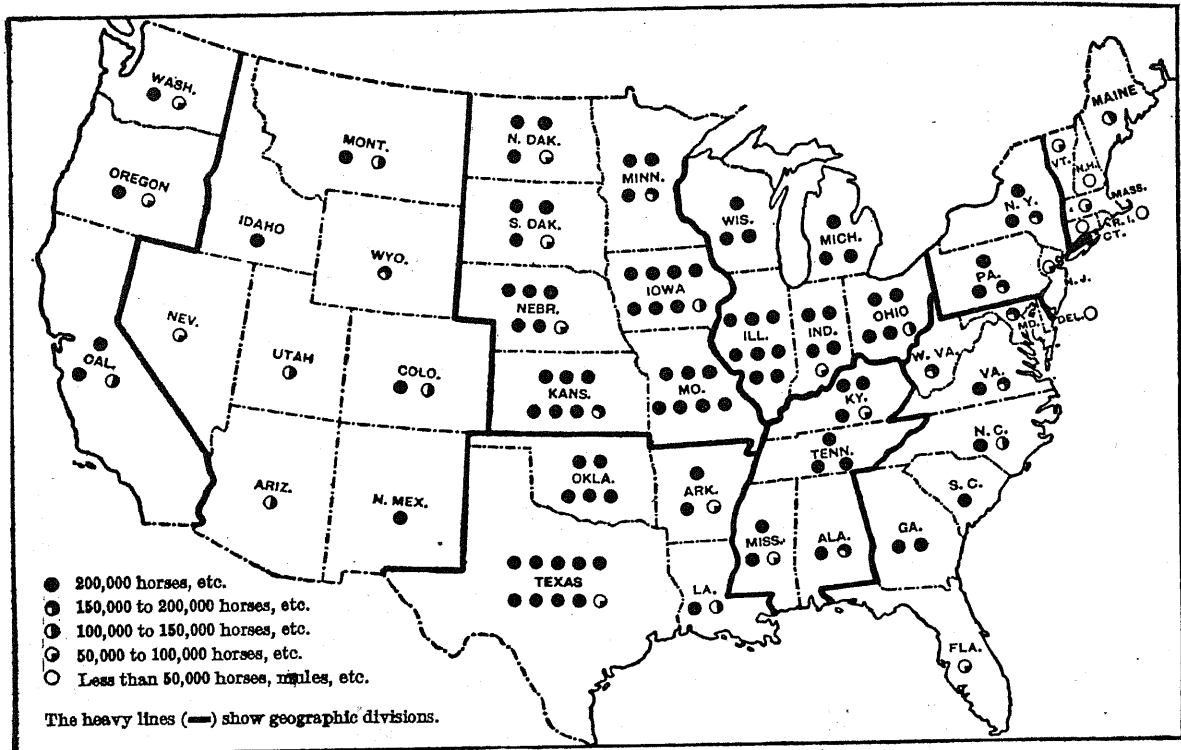 WASH.
OREGON
CAL.
IDAHO
NEV.
MONT.
WYO.
UTAH
COLO.
ARIZ.
N. MEX.
N. DAK.
S. DAK.
NEBR.
KANS.
OKLA.
TEXAS
MINN.
IOWA
MO.
ARK.
LA.
WIS.
MICH.
ILL.
IND.
OHIO
KY.
TENN.
MISS.
ALA.
GA.
FLA.
S. C.
N. C.
VA.
W. VA.
MD.
DEL.
PA.
N. J.
N. Y.
CT.
R. I.
MASS.
VT.
N.H.
MAINE
200,000 horses, etc.
150,000 to 200,000 horses, etc.
100,000 to 150,000 horses, etc.
50,000 to 100,000 horses, etc.
Less than 50,000 horses, mules, etc.
The heavy lines (━) show geographic divisions.